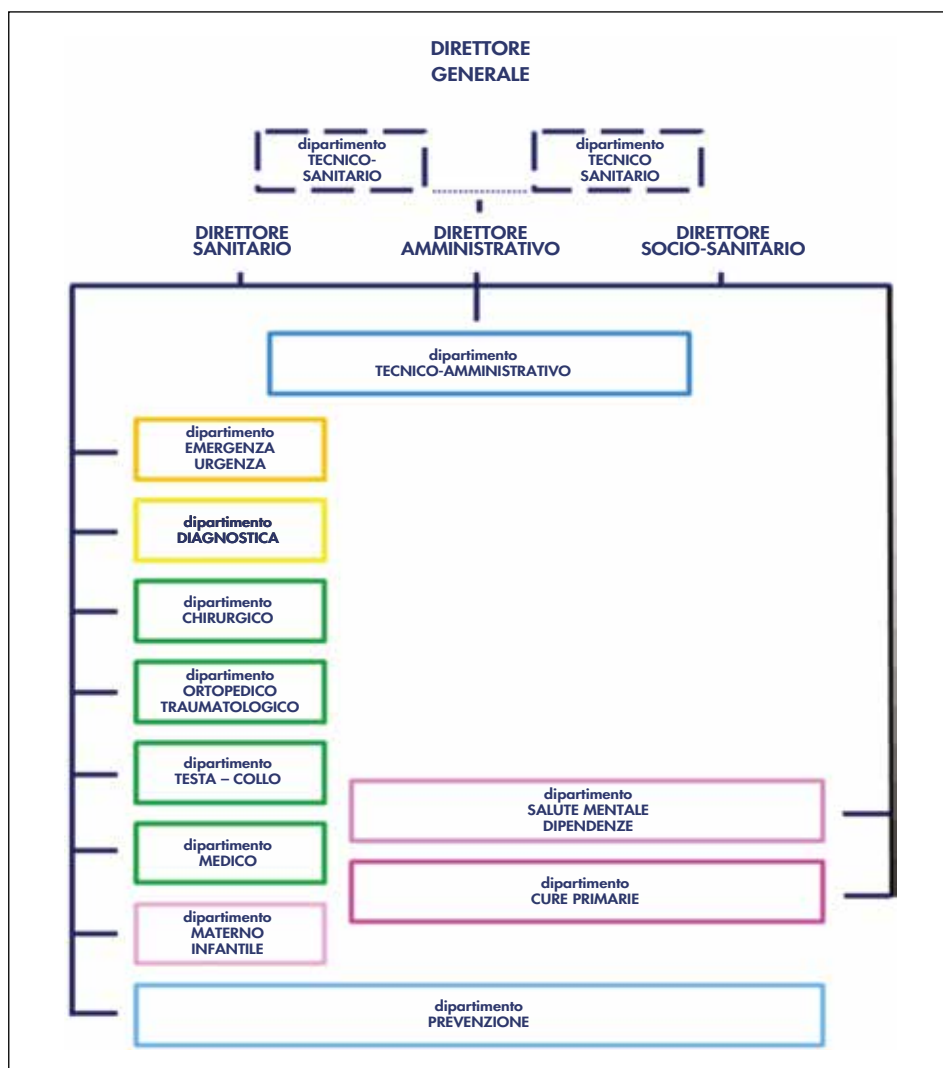 DIRETTORE
GENERALE
dipartimento
TECNICO-
SANITARIO
dipartimento
TECNICO
SANITARIO
DIRETTORE
SANITARIO
DIRETTORE
AMMINISTRATIVO
DIRETTORE
SOCIO-SANITARIO
dipartimento
TECNICO-AMMINISTRATIVO
dipartimento
EMERGENZA
URGENZA
dipartimento
DIAGNOSTICA
dipartimento
CHIRURGICO
dipartimento
ORTOPEDICO
TRAUMATOLOGICO
dipartimento
TESTA – COLLO
dipartimento
SALUTE MENTALE
DIPENDENZE
dipartimento
MEDICO
dipartimento
CURE PRIMARIE
dipartimento
MATERNO
INFANTILE
dipartimento
PREVENZIONE